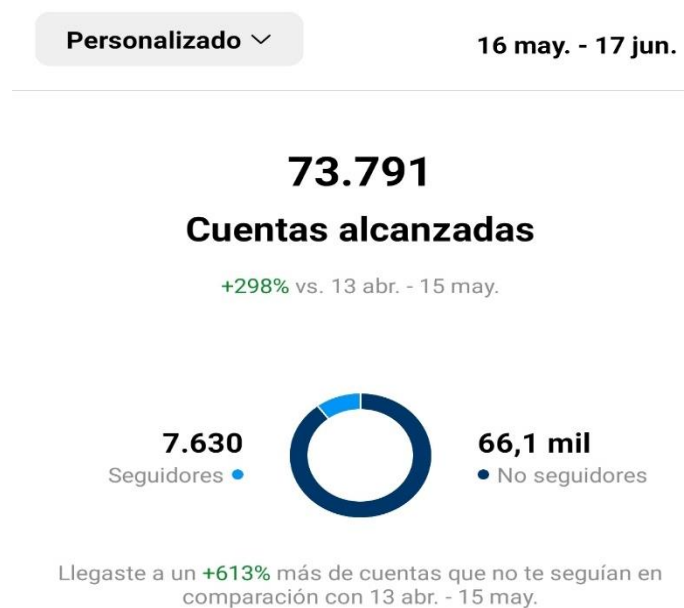 Personalizado
16 may. - 17 jun.
73.791
Cuentas alcanzadas
+298% vs. 13 abr. - 15 may.
7.630
Seguidores
66,1 mil
No seguidores
Llegaste a un +613% más de cuentas que no te seguían en
comparación con 13 abr. - 15 may.